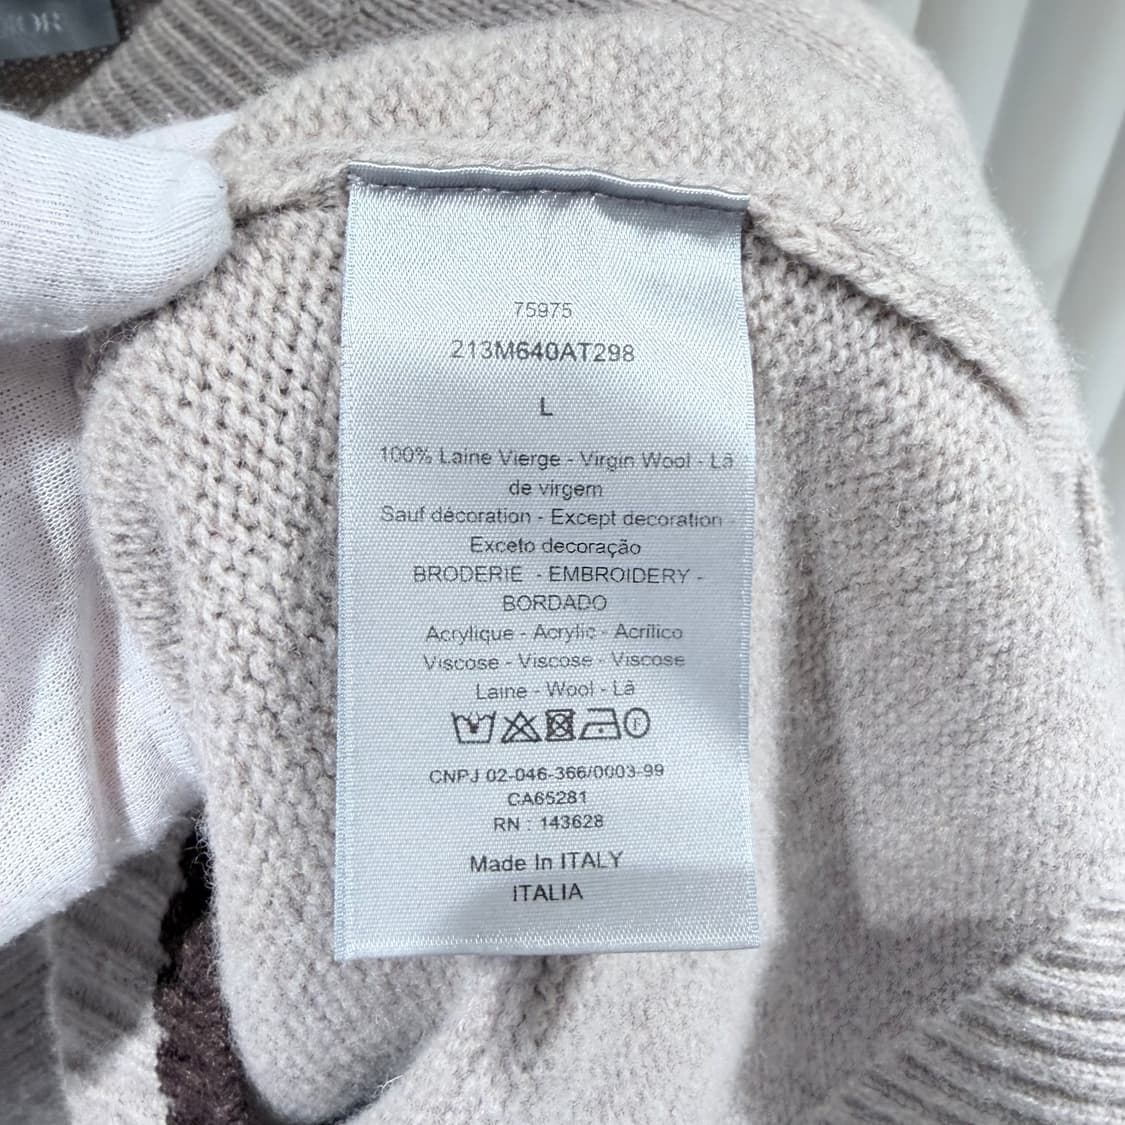 DIOR
75975
213M640AT298
L
100% Laine Vierge - Virgin Wool - Lã
de virgem
Sauf décoration - Except decoration -
Exceto decoração
BRODERIE - EMBROIDERY -
BORDADO
Acrylique - Acrylic - Acrílico
Viscose - Viscose - Viscose
Laine - Wool - Lã
CNPJ 02-046-366/0003-99
CA65281
RN : 143628
Made In ITALY
ITALIA